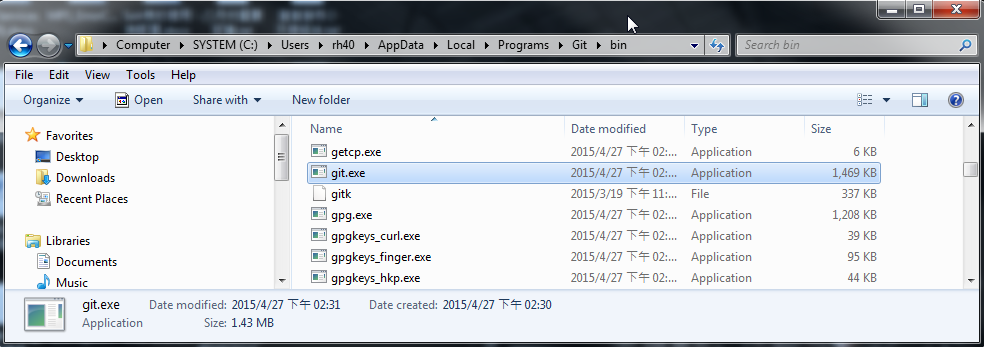 Computer ▸ SYSTEM (C:) ▸ Users ▸ rh40 ▸ AppData ▸ Local ▸ Programs ▸ Git ▸ bin
Search bin
File Edit View Tools Help
Organize Open Share with New folder
Favorites
Desktop
Downloads
Recent Places
Libraries
Documents
Music
Name Date modified Type Size
getcp.exe 2015/4/27 下午 02:... Application 6 KB
git.exe 2015/4/27 下午 02:... Application 1,469 KB
gitk 2015/3/19 下午 11:... File 337 KB
gpg.exe 2015/4/27 下午 02:... Application 1,208 KB
gpgkeys_curl.exe 2015/4/27 下午 02:... Application 39 KB
gpgkeys_finger.exe 2015/4/27 下午 02:... Application 95 KB
gpgkeys_hkp.exe 2015/4/27 下午 02:... Application 44 KB
git.exe Date modified: 2015/4/27 下午 02:31 Date created: 2015/4/27 下午 02:30
Application Size: 1.43 MB